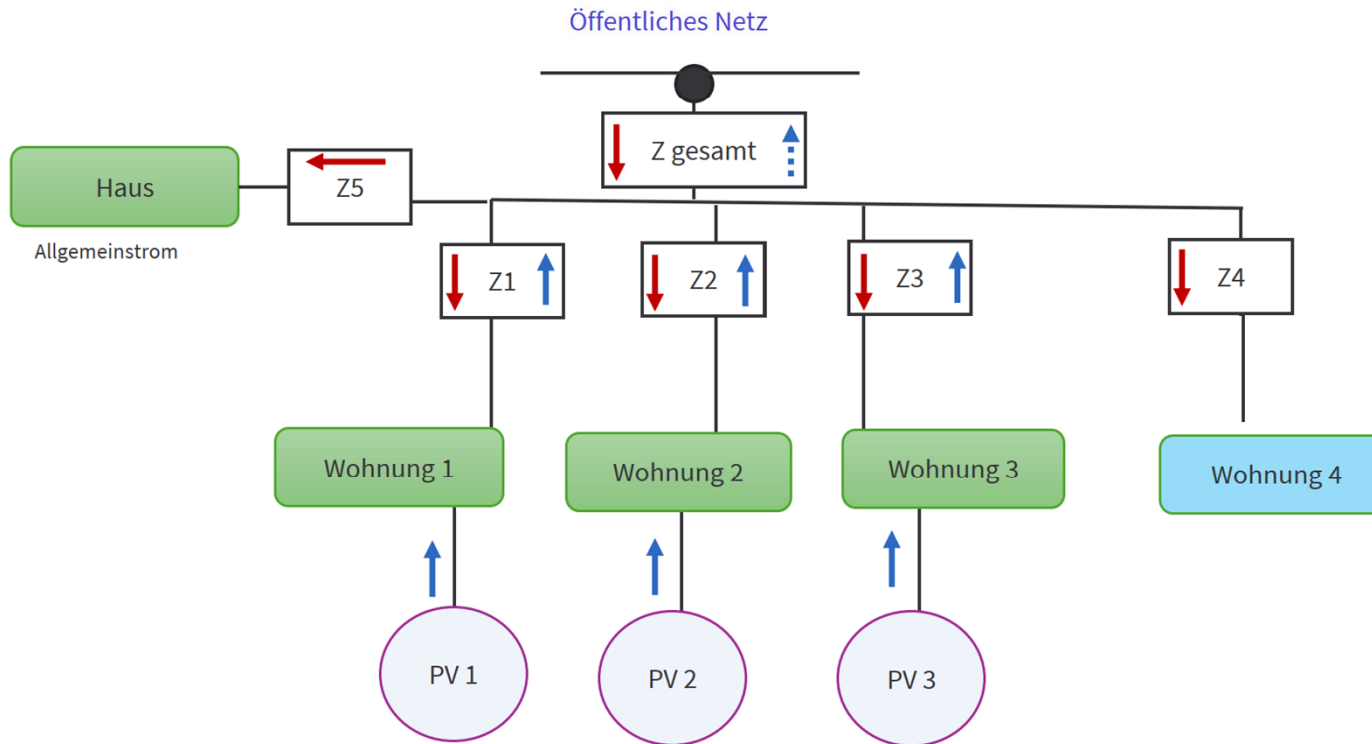 Öffentliches Netz
Z gesamt
Haus
Z5
Allgemeinstrom
Z1
Z2
Z3
Z4
Wohnung 1
Wohnung 2
Wohnung 3
Wohnung 4
PV 1
PV 2
PV 3